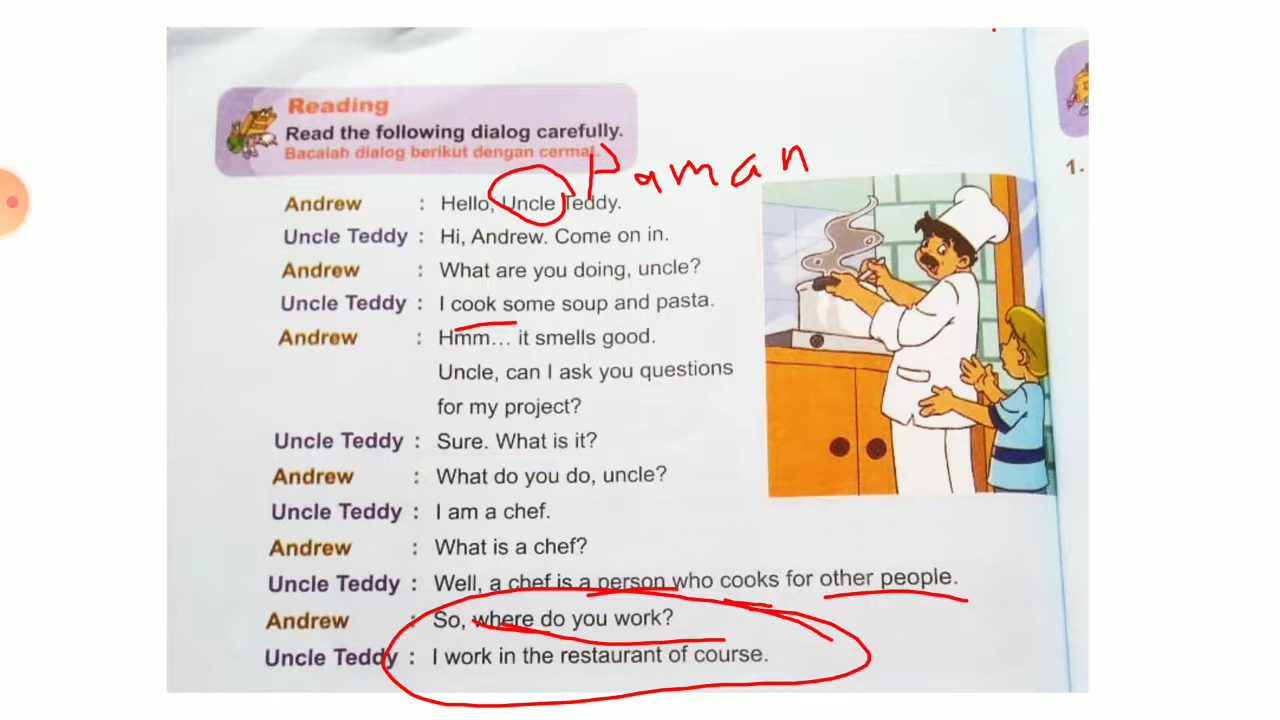 Reading
Read the following dialog carefully.
Bacalah dialog berikut dengan cermat.
Paman
Andrew : Hello, Uncle Teddy.
Uncle Teddy : Hi, Andrew. Come on in.
Andrew : What are you doing, uncle?
Uncle Teddy : I cook some soup and pasta.
Andrew : Hmm... it smells good.
Uncle, can I ask you questions
for my project?
Uncle Teddy : Sure. What is it?
Andrew : What do you do, uncle?
Uncle Teddy : I am a chef.
Andrew : What is a chef?
Uncle Teddy : Well, a chef is a person who cooks for other people.
Andrew : So, where do you work?
Uncle Teddy : I work in the restaurant of course.
1.